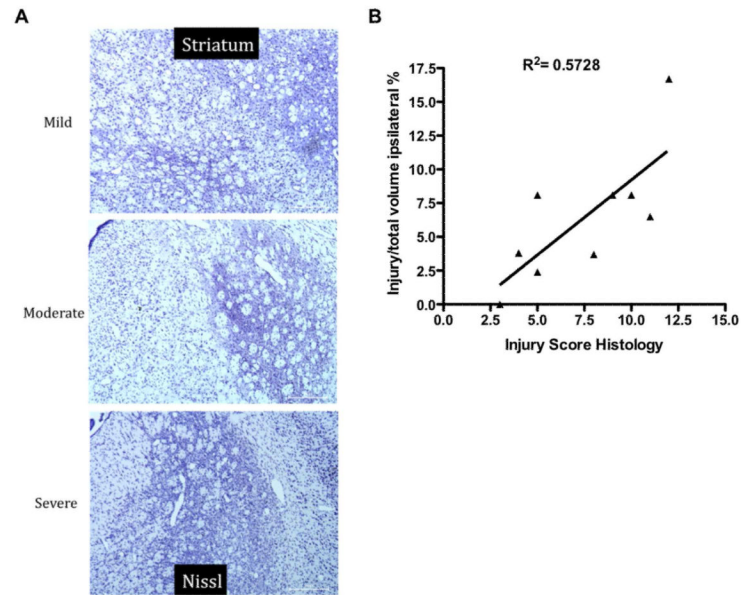 A
Striatum
Mild
Moderate
Severe
Nissl
B
R2= 0.5728
Injury/total volume ipsilateral %
17.5
15.0
12.5
10.0
7.5
5.0
2.5
0.0
0.0 2.5 5.0 7.5 10.0 12.5 15.0
Injury Score Histology